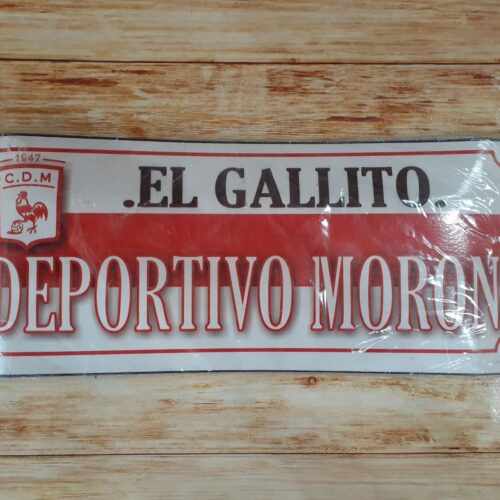 1947
C.D.M
.EL GALLITO.
DEPORTIVO MORON